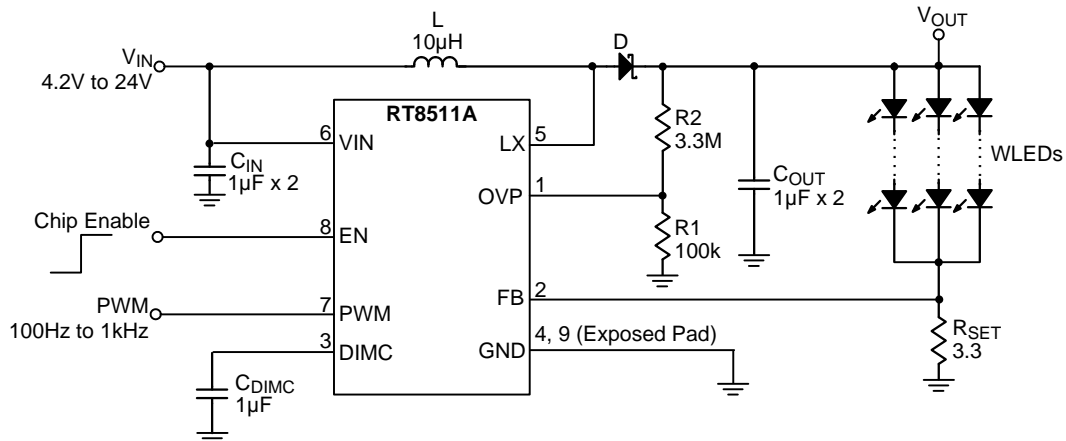 V_OUT
L
10µH
D
V_IN
4.2V to 24V
RT8511A
R2
3.3M
6
VIN
LX
5
WLEDs
C_IN
1µF x 2
C_OUT
1µF x 2
OVP
1
Chip Enable
R1
100k
8
EN
PWM
100Hz to 1kHz
7
PWM
FB
2
R_SET
3.3
3
DIMC
GND
4, 9 (Exposed Pad)
C_DIMC
1µF